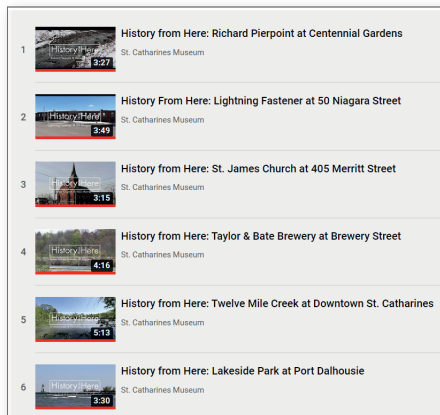 1
History from Here: Richard Pierpoint at Centennial Gardens
St. Catharines Museum
History Here
3:27
2
History From Here: Lightning Fastener at 50 Niagara Street
St. Catharines Museum
History Here
3:49
3
History from Here: St. James Church at 405 Merritt Street
St. Catharines Museum
History Here
3:15
4
History from Here: Taylor & Bate Brewery at Brewery Street
St. Catharines Museum
History Here
4:16
5
History from Here: Twelve Mile Creek at Downtown St. Catharines
St. Catharines Museum
History Here
5:13
6
History from Here: Lakeside Park at Port Dalhousie
St. Catharines Museum
History Here
3:30